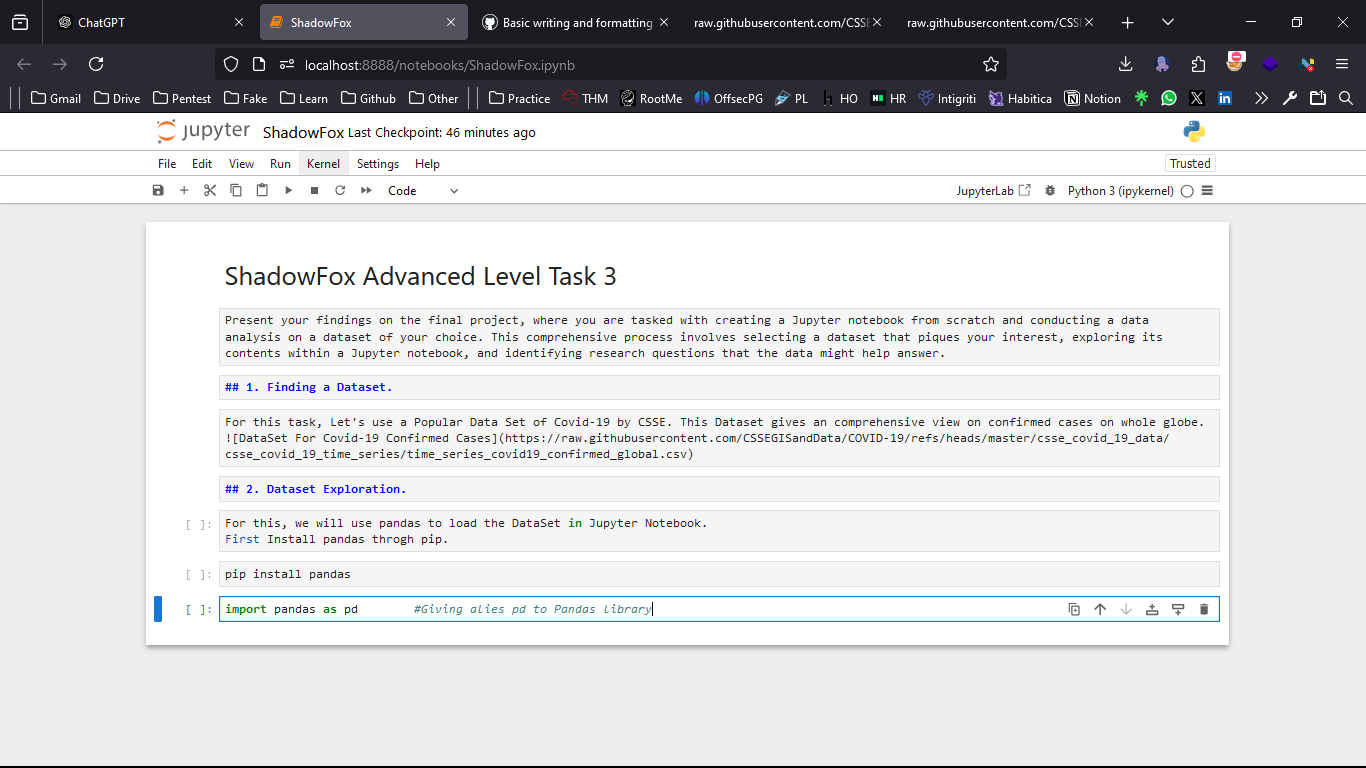 ChatGPT
ShadowFox
Basic writing and formatting
raw.githubusercontent.com/CSSE
raw.githubusercontent.com/CSSE
localhost:8888/notebooks/ShadowFox.ipynb
Gmail Drive Pentest Fake Learn Github Other Practice THM RootMe OffsecPG PL HO HR Intigriti Habitica Notion
jupyter ShadowFox Last Checkpoint: 46 minutes ago
File Edit View Run Kernel Settings Help Trusted
Code JupyterLab Python 3 (ipykernel)
ShadowFox Advanced Level Task 3
Present your findings on the final project, where you are tasked with creating a Jupyter notebook from scratch and conducting a data
analysis on a dataset of your choice. This comprehensive process involves selecting a dataset that piques your interest, exploring its
contents within a Jupyter notebook, and identifying research questions that the data might help answer.
## 1. Finding a Dataset.
For this task, Let's use a Popular Data Set of Covid-19 by CSSE. This Dataset gives an comprehensive view on confirmed cases on whole globe.
![DataSet For Covid-19 Confirmed Cases](https://raw.githubusercontent.com/CSSEGISandData/COVID-19/refs/heads/master/csse_covid_19_data/
csse_covid_19_time_series/time_series_covid19_confirmed_global.csv)
## 2. Dataset Exploration.
[ ]: For this, we will use pandas to load the DataSet in Jupyter Notebook.
First Install pandas throgh pip.
[ ]: pip install pandas
[ ]: import pandas as pd #Giving alies pd to Pandas library